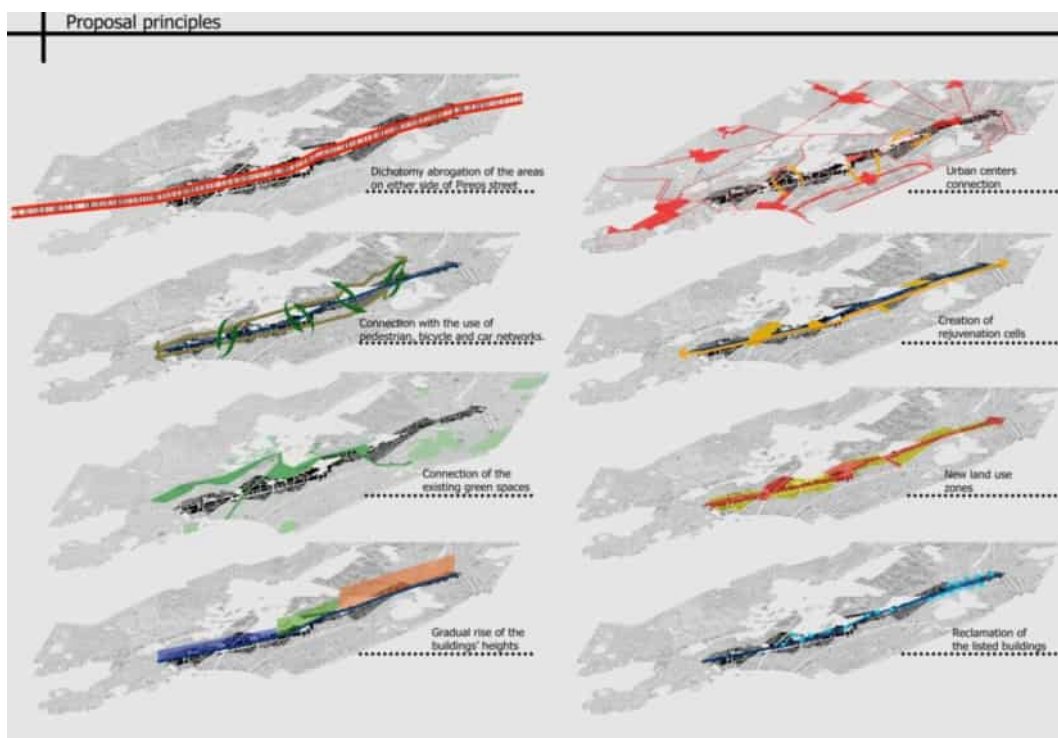 Proposal principles
Dichotomy abrogation of the areas
on either side of Pireos street
Urban centers
connection
Connection with the use of
pedestrian, bicycle and car networks.
Creation of
rejuvenation cells
Connection of the
existing green spaces
New land use
zones
Gradual rise of the
buildings' heights
Reclamation of
the listed buildings